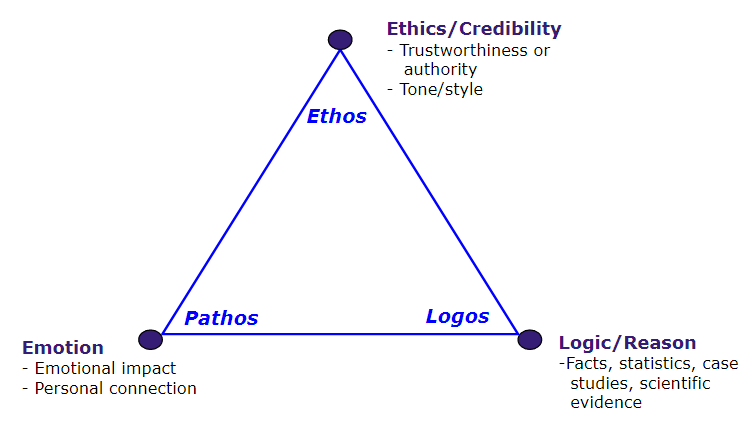 Ethics/Credibility
- Trustworthiness or
authority
- Tone/style
Ethos
Pathos
Logos
Emotion
- Emotional impact
- Personal connection
Logic/Reason
-Facts, statistics, case
studies, scientific
evidence